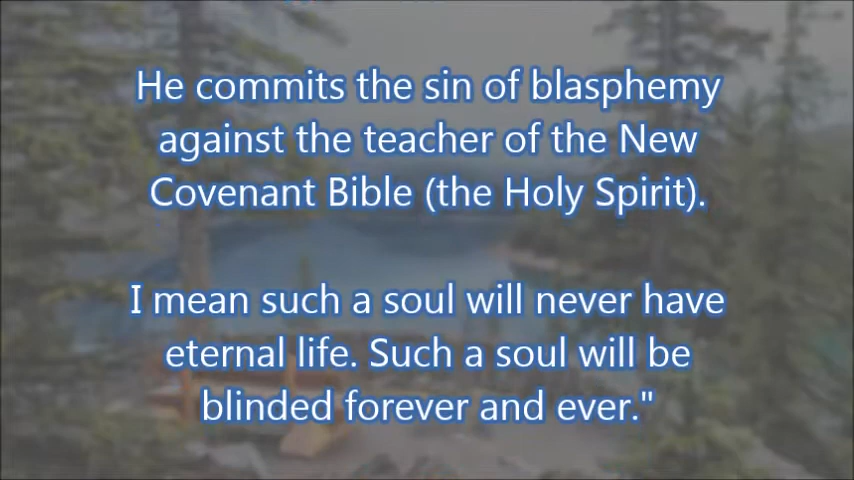 He commits the sin of blasphemy
against the teacher of the New
Covenant Bible (the Holy Spirit).
I mean such a soul will never have
eternal life. Such a soul will be
blinded forever and ever."